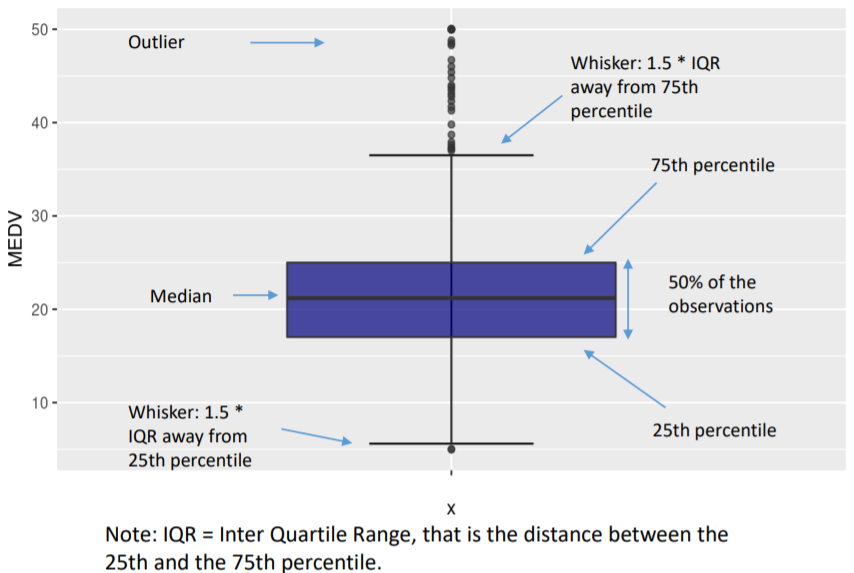 50
Outlier
Whisker: 1.5 * IQR
away from 75th
percentile
40
75th percentile
30
MEDV
50% of the
observations
Median
20
10
Whisker: 1.5 *
IQR away from
25th percentile
25th percentile
x
Note: IQR = Inter Quartile Range, that is the distance between the
25th and the 75th percentile.